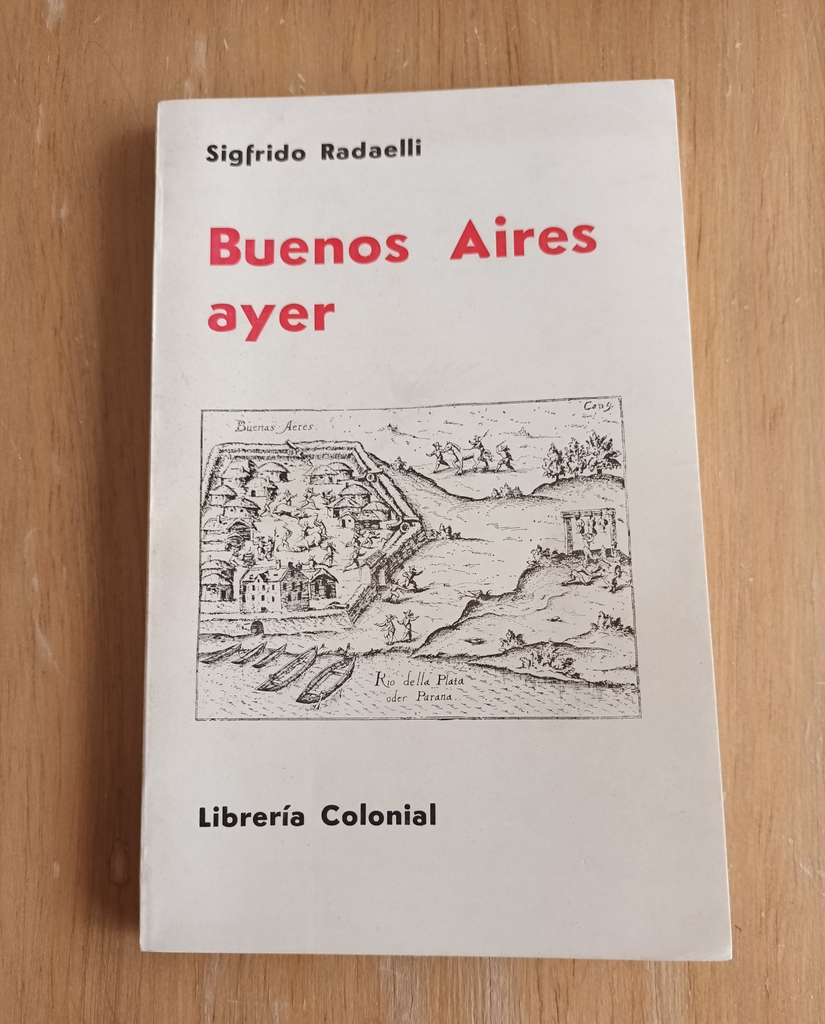 Sigfrido Radaelli
Buenos Aires
ayer
Buenas Aeres.
Rio della Plata
oder Parana.
Librería Colonial